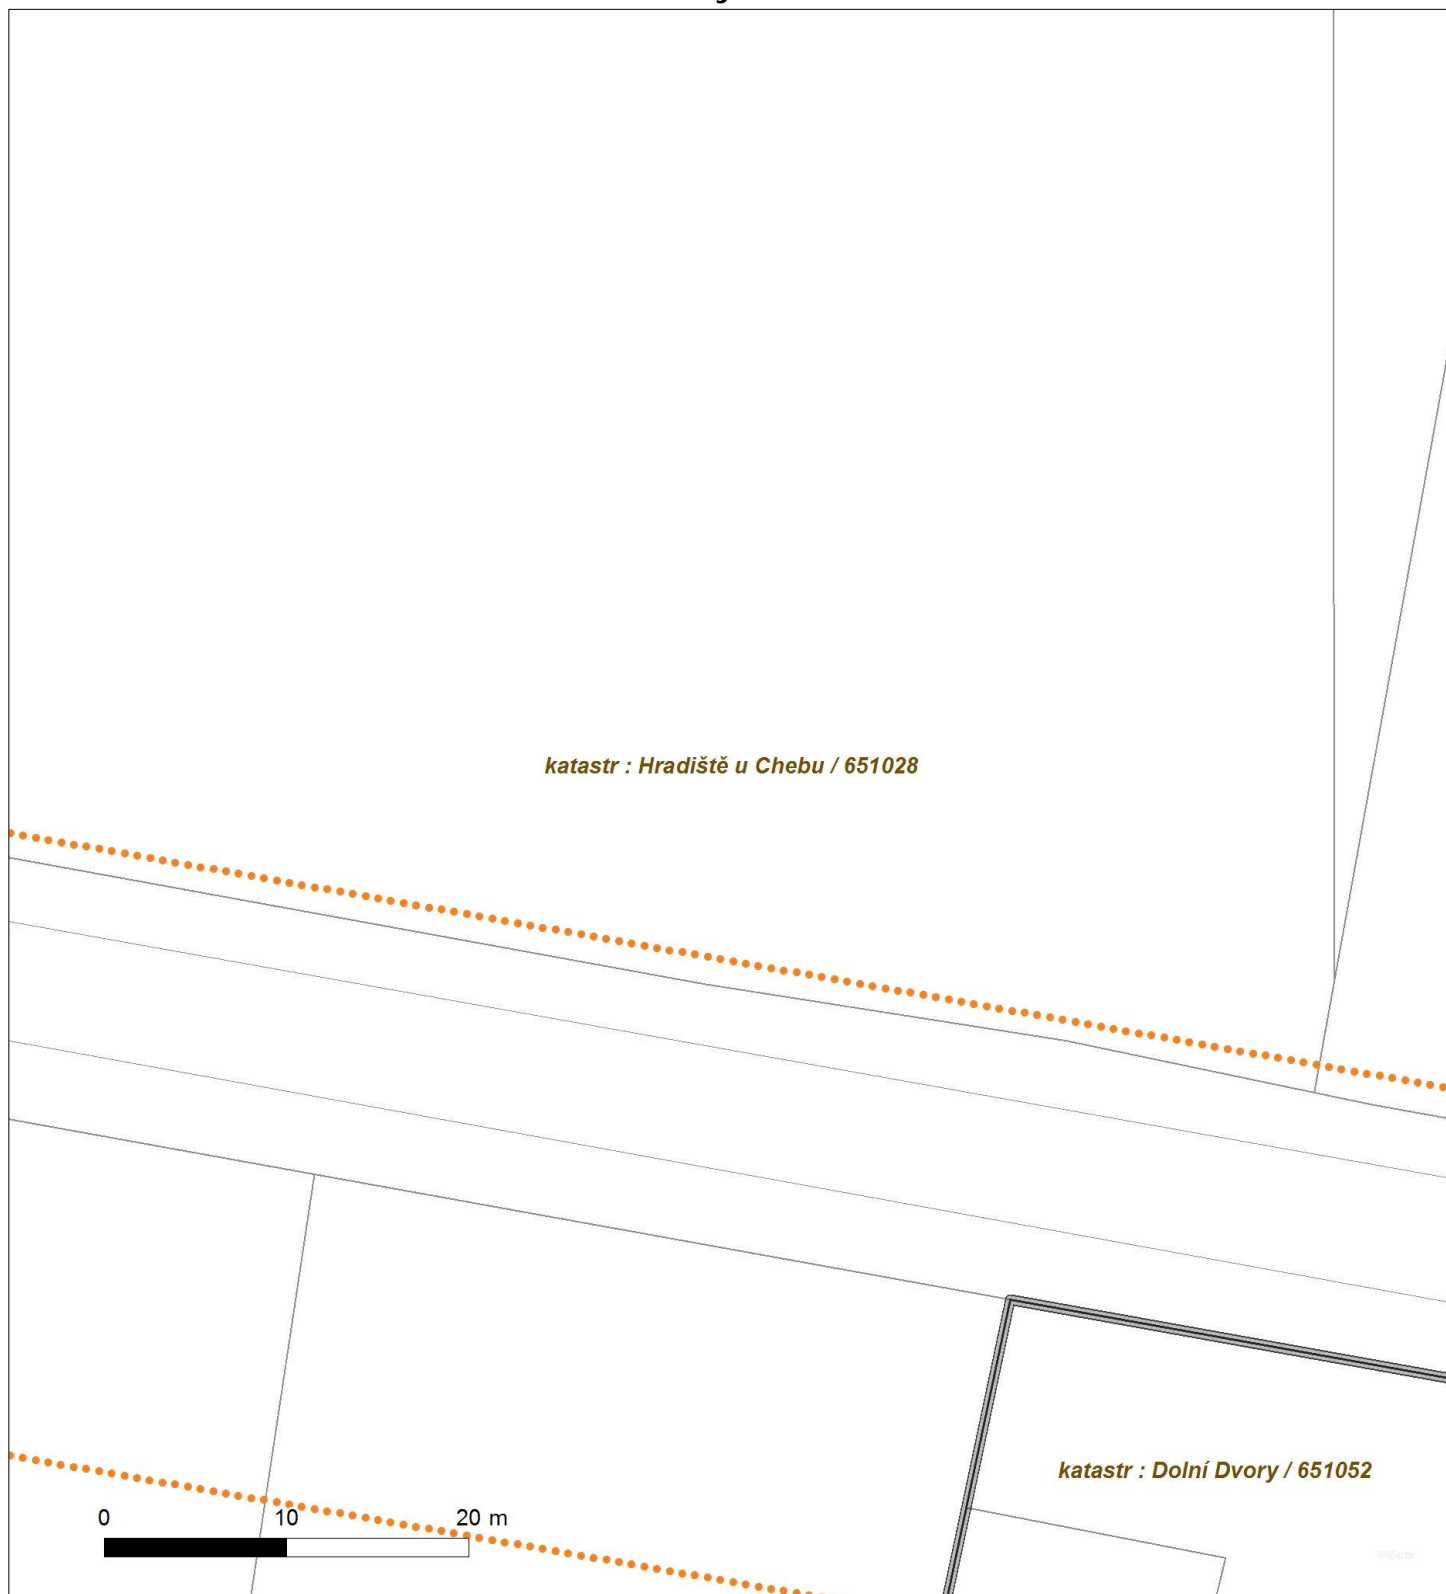 katastr : Hradiště u Chebu / 651028
katastr : Dolní Dvory / 651052
0 10 20 m